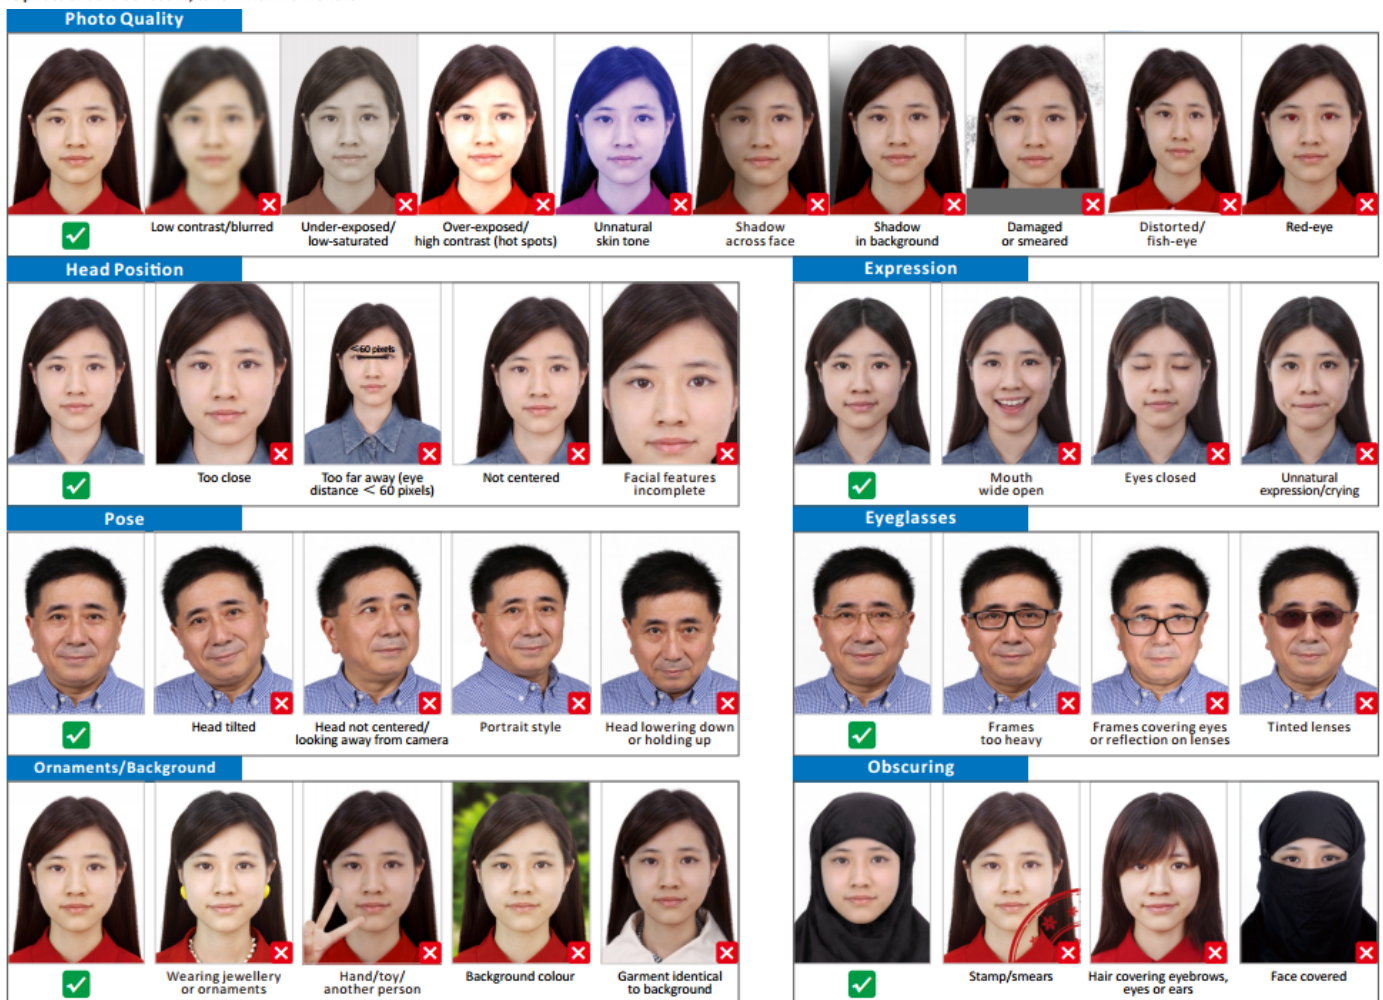 Photo Quality
Low contrast/blurred
Under-exposed/
low-saturated
Over-exposed/
high contrast (hot spots)
Unnatural
skin tone
Shadow
across face
Shadow
in background
Damaged
or smeared
Distorted/
fish-eye
Red-eye
Head Position
<60 pixels
Too close
Too far away (eye
distance < 60 pixels)
Not centered
Facial features
incomplete
Expression
Mouth
wide open
Eyes closed
Unnatural
expression/crying
Pose
Head tilted
Head not centered/
looking away from camera
Portrait style
Head lowering down
or holding up
Eyeglasses
Frames
too heavy
Frames covering eyes
or reflection on lenses
Tinted lenses
Ornaments/Background
Wearing jewellery
or ornaments
Hand/toy/
another person
Background colour
Garment identical
to background
Obscuring
Stamp/smears
Hair covering eyebrows,
eyes or ears
Face covered